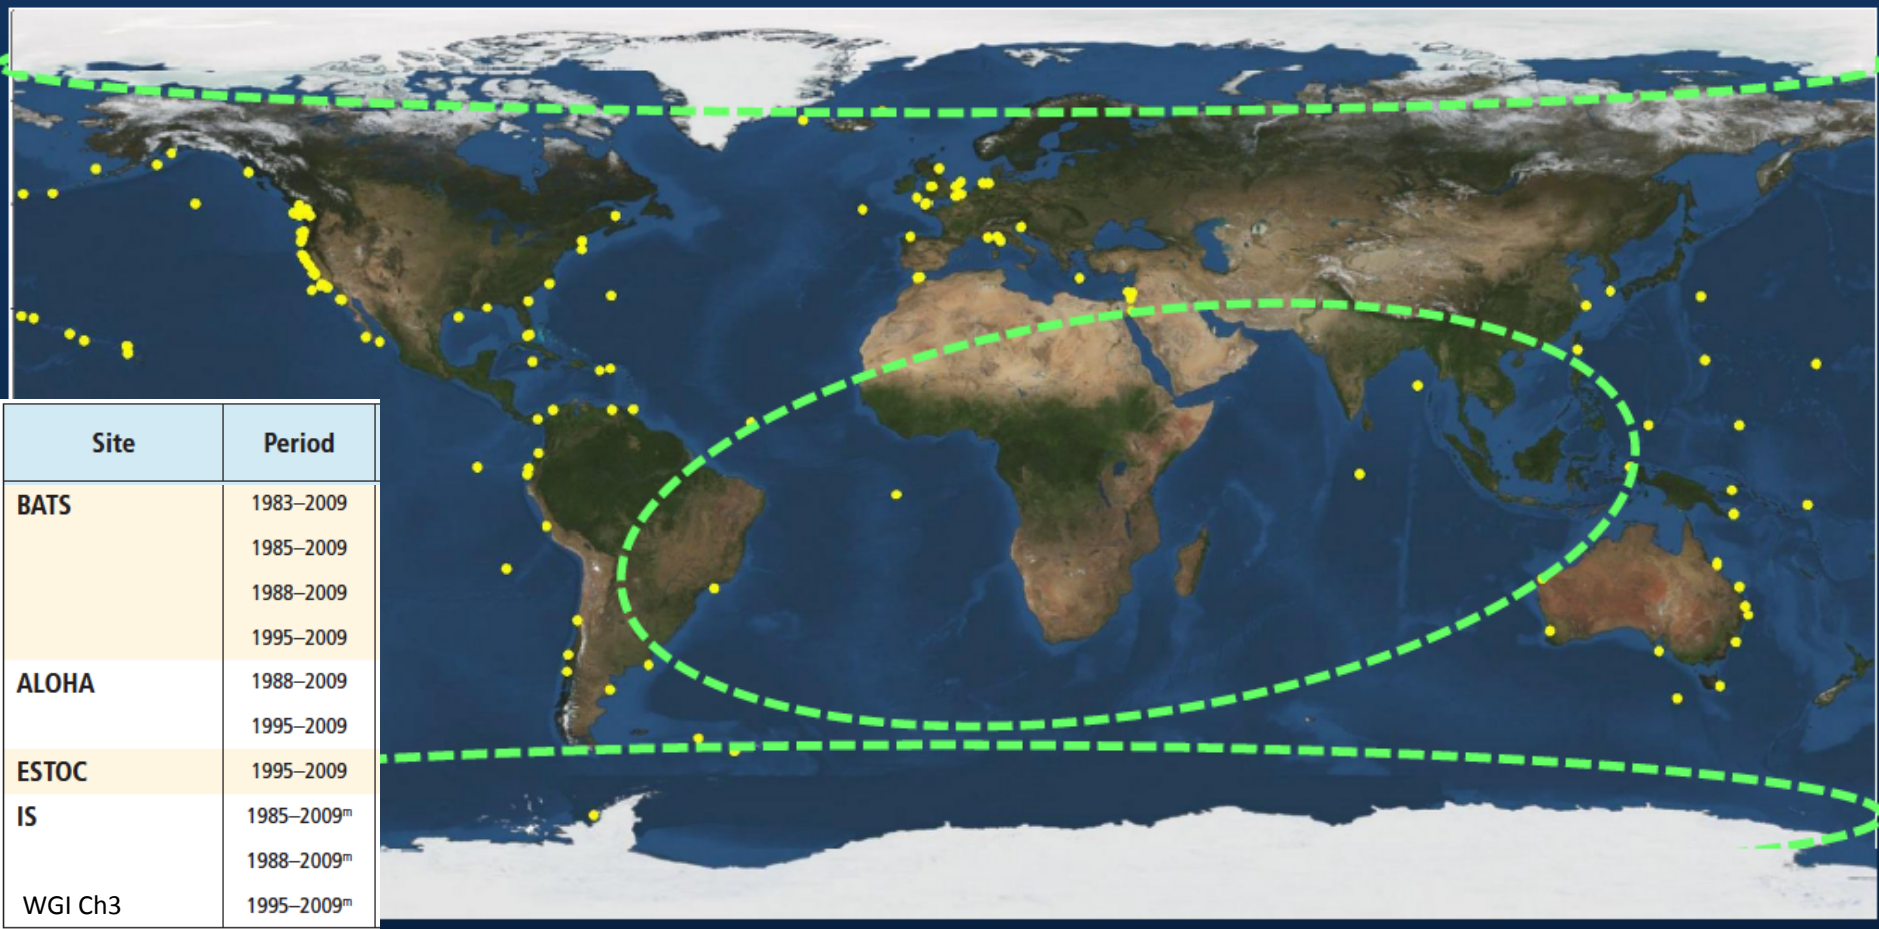 Site Period
BATS 1983–2009
1985–2009
1988–2009
1995–2009
ALOHA 1988–2009
1995–2009
ESTOC 1995–2009
IS 1985–2009ᵐ
1988–2009ᵐ
WGI Ch3 1995–2009ᵐ